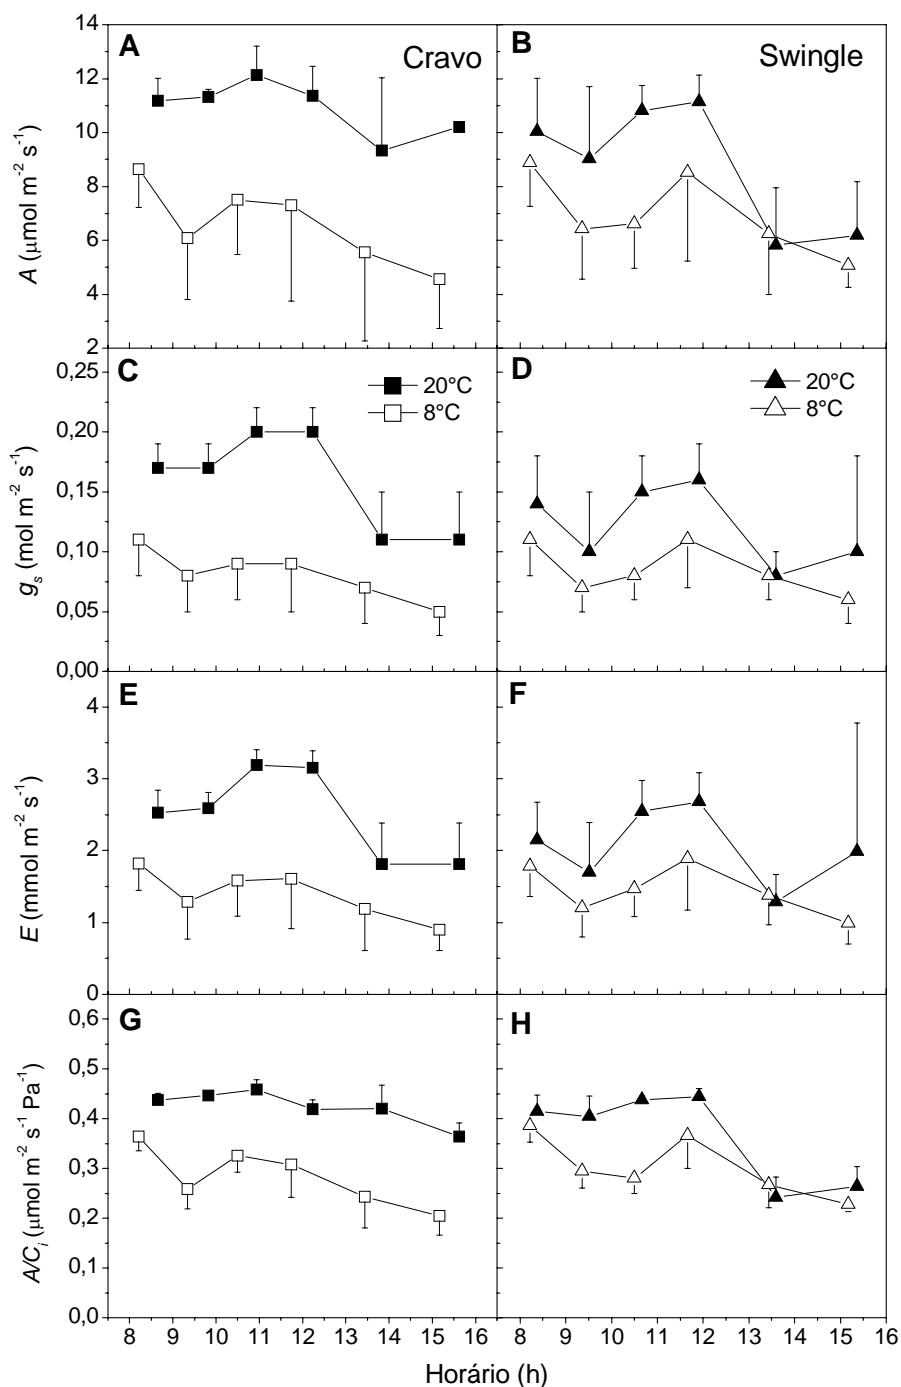 A Cravo
B Swingle
14
12
10
8
6
4
2
A (μmol m⁻² s⁻¹)
C
20°C
8°C
D
20°C
8°C
0,25
0,20
0,15
0,10
0,05
0,00
gₛ (mol m⁻² s⁻¹)
E
F
4
3
2
1
0
E (mmol m⁻² s⁻¹)
G
H
0,6
0,5
0,4
0,3
0,2
0,1
0,0
A/Cᵢ (μmol m⁻² s⁻¹ Pa⁻¹)
8 9 10 11 12 13 14 15 16
8 9 10 11 12 13 14 15 16
Horário (h)